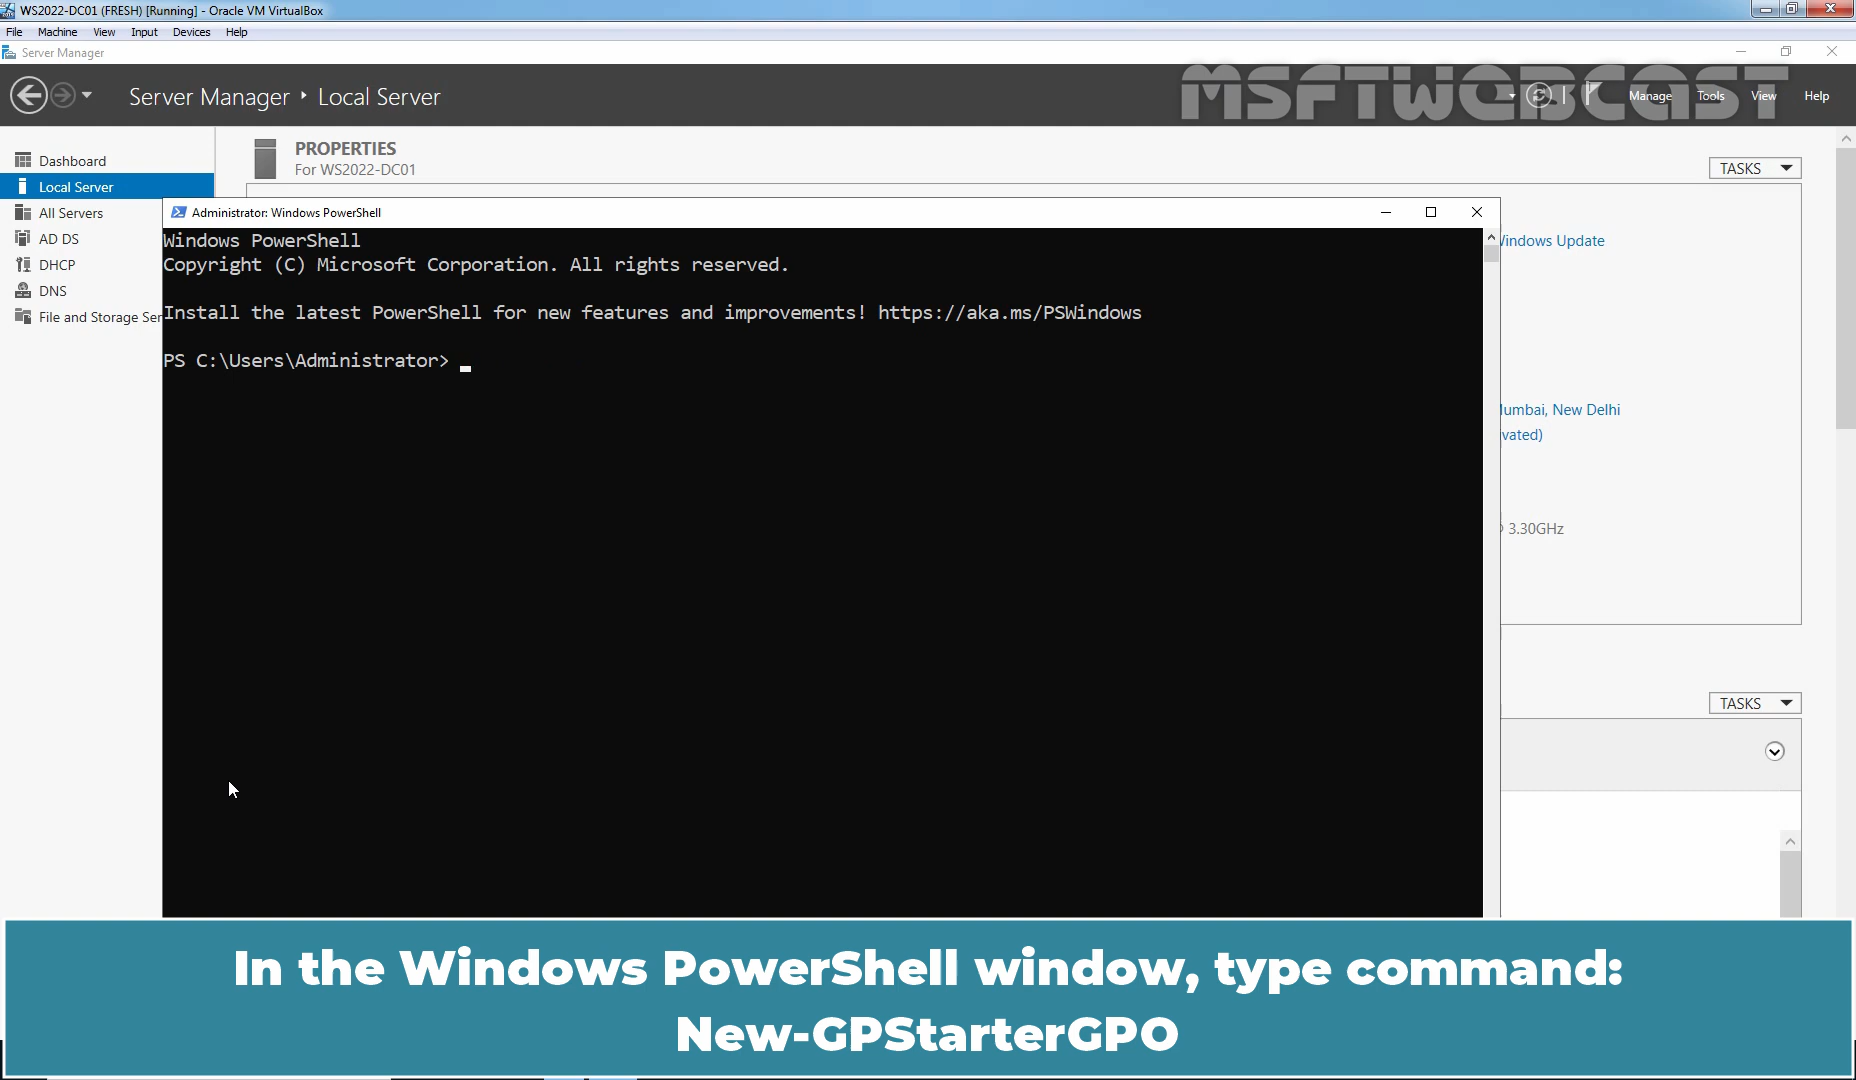 WS2022-DC01 (FRESH) [Running] - Oracle VM VirtualBox
File Machine View Input Devices Help
Server Manager
Server Manager ‣ Local Server
MSFTWEBCAST
Manage Tools View Help
Dashboard
Local Server
All Servers
AD DS
DHCP
DNS
File and Storage Ser
PROPERTIES
For WS2022-DC01
TASKS
Administrator: Windows PowerShell
Windows PowerShell
Copyright (C) Microsoft Corporation. All rights reserved.
Install the latest PowerShell for new features and improvements! https://aka.ms/PSWindows
PS C:\Users\Administrator>
Windows Update
umbai, New Delhi
vated)
3.30GHz
TASKS
In the Windows PowerShell window, type command:
New-GPStarterGPO